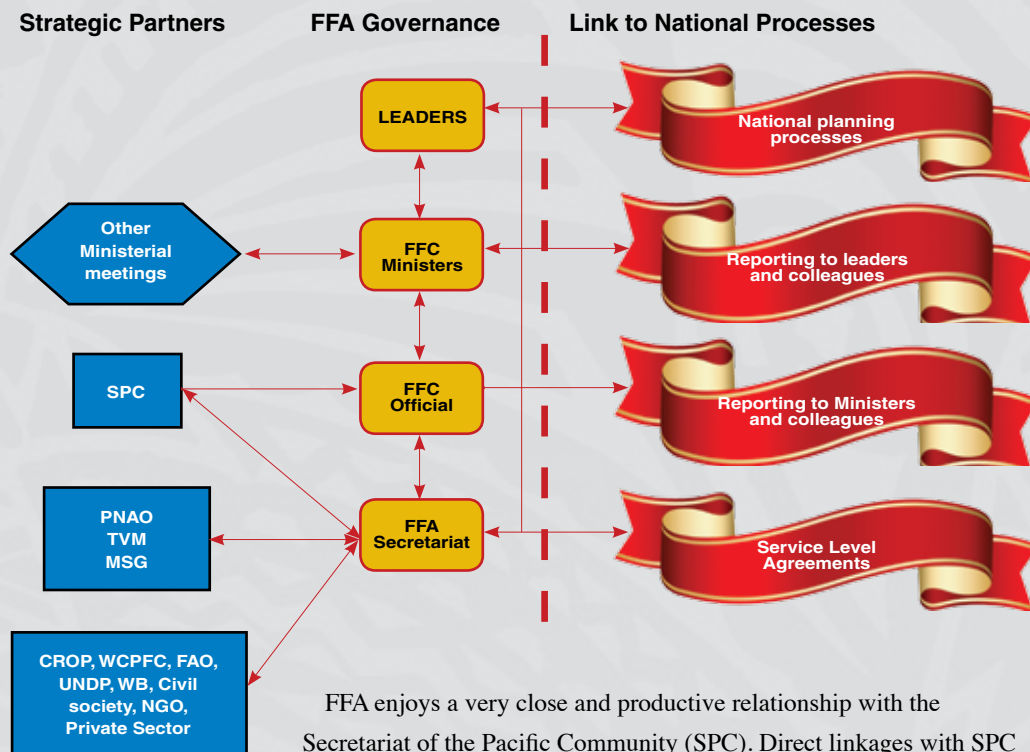 Strategic Partners
FFA Governance
Link to National Processes
LEADERS
National planning
processes
Other
Ministerial
meetings
FFC
Ministers
Reporting to leaders
and colleagues
SPC
FFC
Official
Reporting to Ministers
and colleagues
PNAO
TVM
MSG
FFA
Secretariat
Service Level
Agreements
CROP, WCPFC, FAO,
UNDP, WB, Civil
society, NGO,
Private Sector
FFA enjoys a very close and productive relationship with the
Secretariat of the Pacific Community (SPC). Direct linkages with SPC